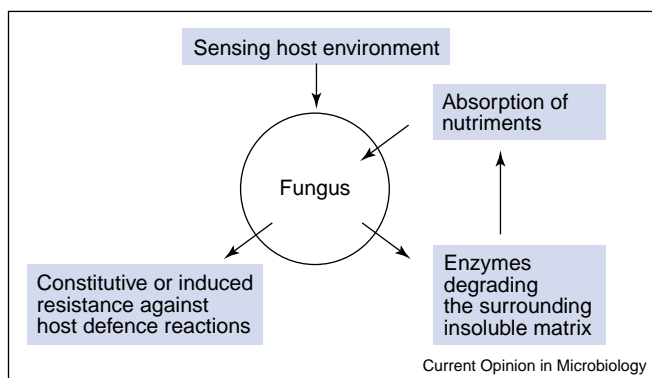 Sensing host environment
Absorption of
nutriments
Fungus
Constitutive or induced
resistance against
host defence reactions
Enzymes
degrading
the surrounding
insoluble matrix
Current Opinion in Microbiology